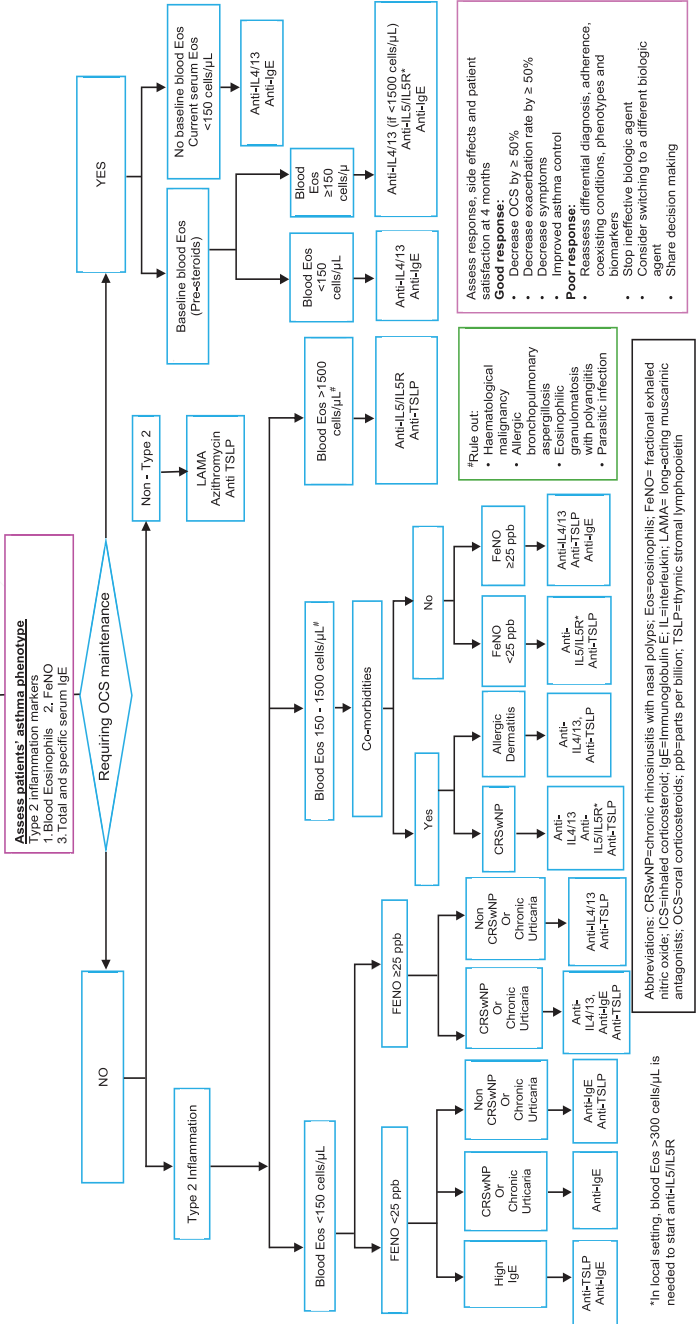 Assess patients' asthma phenotype
Type 2 inflammation markers
1.Blood Eosinophils 2. FeNO
3. Total and specific serum IgE
Requiring OCS maintenance
NO
YES
Non - Type 2
LAMA
Azithromycin
Anti TSLP
Type 2 Inflammation
Baseline blood Eos
(Pre-steroids)
No baseline blood Eos
Current serum Eos
<150 cells/µL
Anti-IL4/13
Anti-IgE
Blood Eos
<150
cells/µL
Blood
Eos
≥150
cells/µ
Anti-IL4/13
Anti-IgE
Anti-IL4/13 (if <1500 cells/µL)
Anti-IL5/IL5R*
Anti-IgE
Blood Eos <150 cells/µL
Blood Eos 150 - 1500 cells/µL#
Blood Eos >1500
cells/µL#
Anti-IL5/IL5R
Anti-TSLP
FENO <25 ppb
FENO ≥25 ppb
Co-morbidities
Yes
No
High
IgE
CRSwNP
Or
Chronic
Urticaria
Non
CRSwNP
Or
Chronic
Urticaria
CRSwNP
Or
Chronic
Urticaria
Non
CRSwNP
Or
Chronic
Urticaria
CRSwNP
Allergic
Dermatitis
FeNO
<25 ppb
FeNO
≥25 ppb
Anti-TSLP
Anti-IgE
Anti-IgE
Anti-IgE
Anti-TSLP
Anti-
IL4/13,
Anti-IgE
Anti-TSLP
Anti-IL4/13
Anti-TSLP
Anti-
IL4/13
Anti-
IL5/IL5R*
Anti-TSLP
Anti-
IL4/13,
Anti-TSLP
Anti-
IL5/IL5R*
Anti-TSLP
Anti-IL4/13
Anti-TSLP
Anti-IgE
#Rule out:
• Haematological
malignancy
• Allergic
bronchopulmonary
aspergillosis
• Eosinophilic
granulomatosis
with polyangiitis
• Parasitic infection
Assess response, side effects and patient
satisfaction at 4 months
Good response:
• Decrease OCS by ≥ 50%
• Decrease exacerbation rate by ≥ 50%
• Decrease symptoms
• Improved asthma control
Poor response:
• Reassess differential diagnosis, adherence,
coexisting conditions, phenotypes and
biomarkers
• Stop ineffective biologic agent
• Consider switching to a different biologic
agent
• Share decision making
*In local setting, blood Eos >300 cells/µL is
needed to start anti-IL5/IL5R
Abbreviations: CRSwNP=chronic rhinosinusitis with nasal polyps; Eos=eosinophils; FeNO= fractional exhaled
nitric oxide; ICS=inhaled corticosteroid; IgE=Immunoglobulin E; IL=interleukin; LAMA= long-acting muscarinic
antagonists; OCS=oral corticosteroids; ppb=parts per billion; TSLP=thymic stromal lymphopoietin